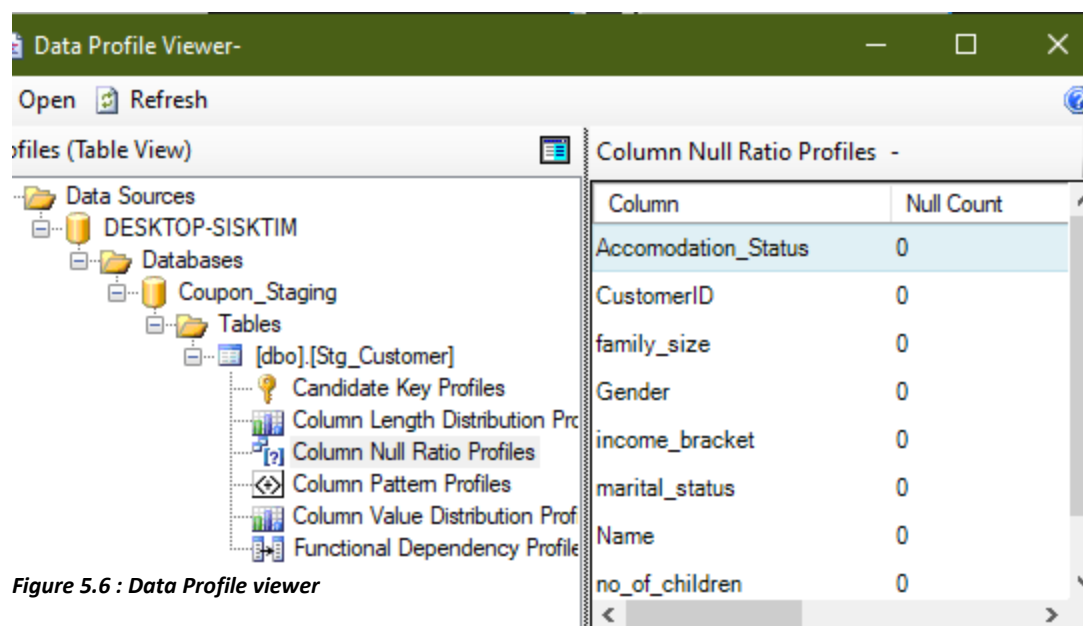 Data Profile Viewer-
Open Refresh
ofiles (Table View)
Column Null Ratio Profiles -
Data Sources
DESKTOP-SISKTIM
Databases
Coupon_Staging
Tables
[dbo].[Stg_Customer]
Candidate Key Profiles
Column Length Distribution Pro
Column Null Ratio Profiles
Column Pattern Profiles
Column Value Distribution Prof
Functional Dependency Profile
Figure 5.6 : Data Profile viewer
Column Null Count
Accomodation_Status 0
CustomerID 0
family_size 0
Gender 0
income_bracket 0
marital_status 0
Name 0
no_of_children 0